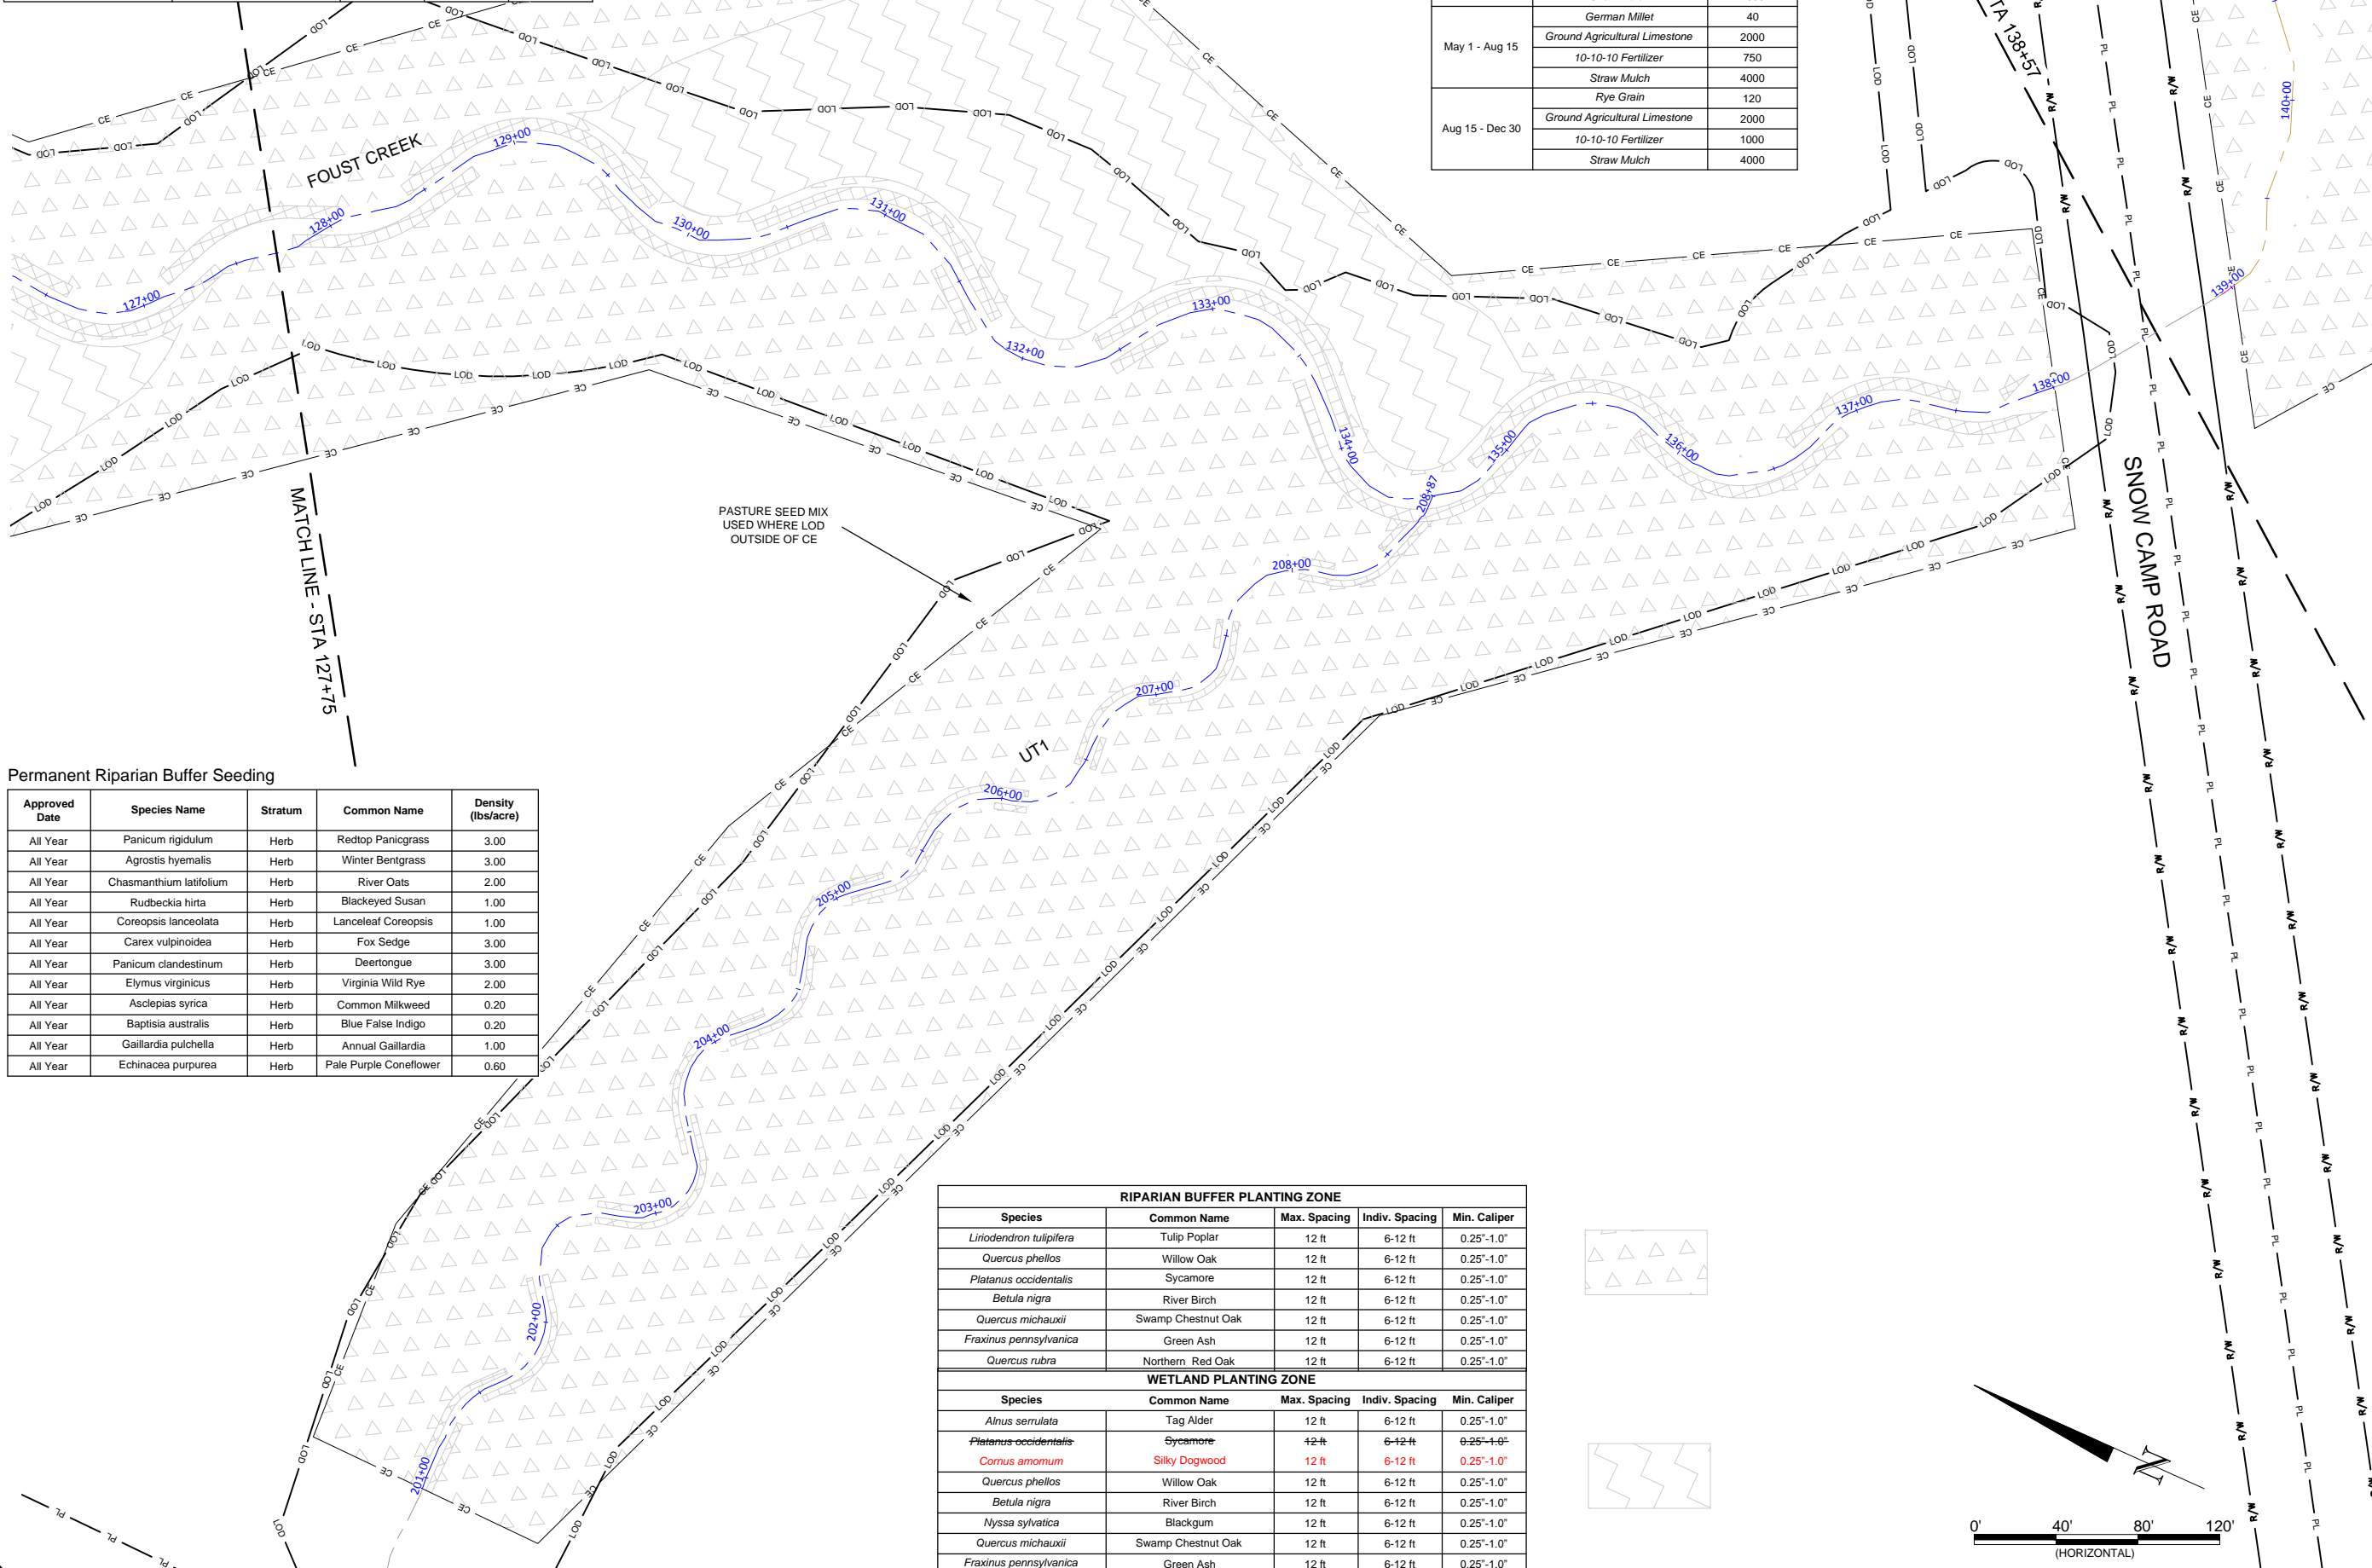 German Millet 40
May 1 - Aug 15 Ground Agricultural Limestone 2000
10-10-10 Fertilizer 750
Straw Mulch 4000
Rye Grain 120
Aug 15 - Dec 30 Ground Agricultural Limestone 2000
10-10-10 Fertilizer 1000
Straw Mulch 4000
TA 138+57
FOUST CREEK
127+00
128+00
129+00
130+00
131+00
132+00
133+00
134+00
135+00
136+00
137+00
138+00
139+00
140+00
208+87
208+00
207+00
206+00
205+00
204+00
203+00
202+00
201+00
UT1
MATCH LINE - STA 127+75
PASTURE SEED MIX
USED WHERE LOD
OUTSIDE OF CE
SNOW CAMP ROAD
LOD
CE
PL
R/W
Permanent Riparian Buffer Seeding
Approved Date Species Name Stratum Common Name Density (lbs/acre)
All Year Panicum rigidulum Herb Redtop Panicgrass 3.00
All Year Agrostis hyemalis Herb Winter Bentgrass 3.00
All Year Chasmanthium latifolium Herb River Oats 2.00
All Year Rudbeckia hirta Herb Blackeyed Susan 1.00
All Year Coreopsis lanceolata Herb Lanceleaf Coreopsis 1.00
All Year Carex vulpinoidea Herb Fox Sedge 3.00
All Year Panicum clandestinum Herb Deertongue 3.00
All Year Elymus virginicus Herb Virginia Wild Rye 2.00
All Year Asclepias syrica Herb Common Milkweed 0.20
All Year Baptisia australis Herb Blue False Indigo 0.20
All Year Gaillardia pulchella Herb Annual Gaillardia 1.00
All Year Echinacea purpurea Herb Pale Purple Coneflower 0.60
RIPARIAN BUFFER PLANTING ZONE
Species Common Name Max. Spacing Indiv. Spacing Min. Caliper
Liriodendron tulipifera Tulip Poplar 12 ft 6-12 ft 0.25"-1.0"
Quercus phellos Willow Oak 12 ft 6-12 ft 0.25"-1.0"
Platanus occidentalis Sycamore 12 ft 6-12 ft 0.25"-1.0"
Betula nigra River Birch 12 ft 6-12 ft 0.25"-1.0"
Quercus michauxii Swamp Chestnut Oak 12 ft 6-12 ft 0.25"-1.0"
Fraxinus pennsylvanica Green Ash 12 ft 6-12 ft 0.25"-1.0"
Quercus rubra Northern Red Oak 12 ft 6-12 ft 0.25"-1.0"
WETLAND PLANTING ZONE
Species Common Name Max. Spacing Indiv. Spacing Min. Caliper
Alnus serrulata Tag Alder 12 ft 6-12 ft 0.25"-1.0"
Platanus occidentalis Sycamore 12 ft 6-12 ft 0.25"-1.0"
Cornus amomum Silky Dogwood 12 ft 6-12 ft 0.25"-1.0"
Quercus phellos Willow Oak 12 ft 6-12 ft 0.25"-1.0"
Betula nigra River Birch 12 ft 6-12 ft 0.25"-1.0"
Nyssa sylvatica Blackgum 12 ft 6-12 ft 0.25"-1.0"
Quercus michauxii Swamp Chestnut Oak 12 ft 6-12 ft 0.25"-1.0"
Fraxinus pennsylvanica Green Ash 12 ft 6-12 ft 0.25"-1.0"
N
0' 40' 80' 120'
(HORIZONTAL)